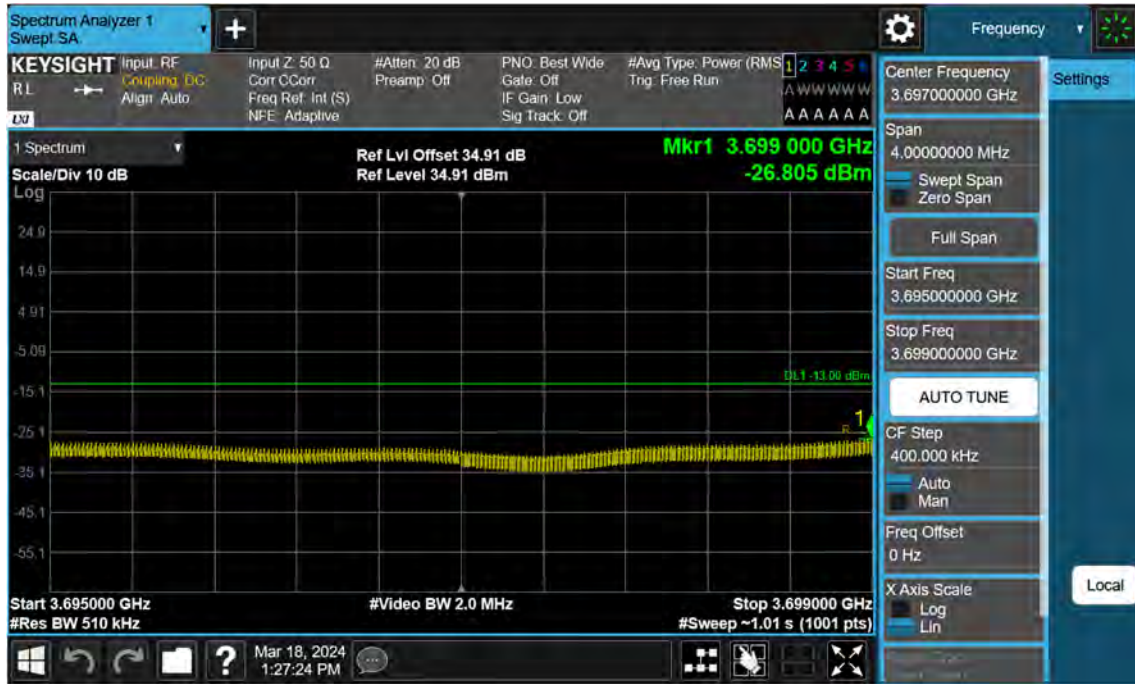 Spectrum Analyzer 1
Swept SA
Frequency
KEYSIGHT
RL
LXI
Input: RF
Coupling: DC
Align: Auto
Input Z: 50 Ω
Corr CCorr
Freq Ref: Int (S)
NFE: Adaptive
#Atten: 20 dB
Preamp: Off
PNO: Best Wide
Gate: Off
IF Gain: Low
Sig Track: Off
#Avg Type: Power (RMS
Trig: Free Run
1 2 3 4 5 6
A W W W W W
A A A A A A
1 Spectrum
Scale/Div 10 dB
Log
Ref Lvl Offset 34.91 dB
Ref Level 34.91 dBm
Mkr1 3.699 000 GHz
-26.805 dBm
24.9
14.9
4.91
-5.09
-15.1
-25.1
-35.1
-45.1
-55.1
DL1 -13.00 dBm
1
R
Start 3.695000 GHz
#Res BW 510 kHz
#Video BW 2.0 MHz
Stop 3.699000 GHz
#Sweep ~1.01 s (1001 pts)
Center Frequency
3.697000000 GHz
Span
4.00000000 MHz
Swept Span
Zero Span
Full Span
Start Freq
3.695000000 GHz
Stop Freq
3.699000000 GHz
AUTO TUNE
CF Step
400.000 kHz
Auto
Man
Freq Offset
0 Hz
X Axis Scale
Log
Lin
Settings
Local
?
Mar 18, 2024
1:27:24 PM